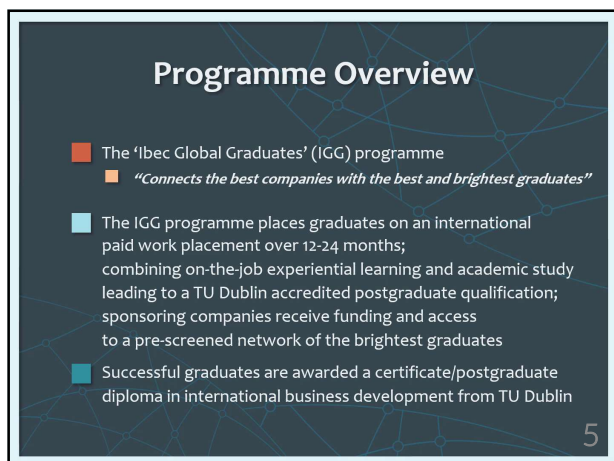 Programme Overview
The ‘Ibec Global Graduates’ (IGG) programme
“Connects the best companies with the best and brightest graduates”
The IGG programme places graduates on an international
paid work placement over 12-24 months;
combining on-the-job experiential learning and academic study
leading to a TU Dublin accredited postgraduate qualification;
sponsoring companies receive funding and access
to a pre-screened network of the brightest graduates
Successful graduates are awarded a certificate/postgraduate
diploma in international business development from TU Dublin
5